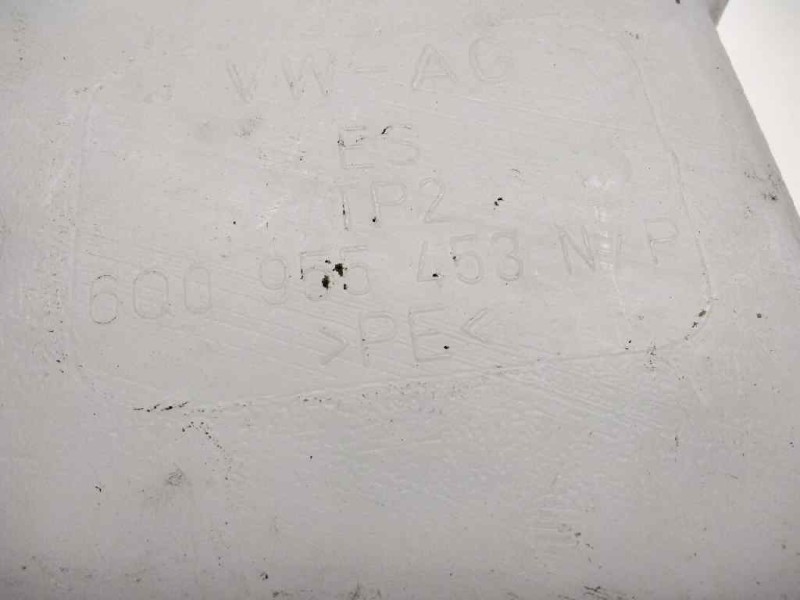 VW-AG
ES
TP2
6Q0 955 453 N/P
>PE<